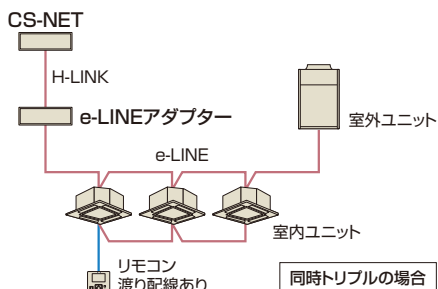 CS-NET
H-LINK
e-LINEアダプター
室外ユニット
e-LINE
室内ユニット
リモコン
渡り配線あり
同時トリプルの場合